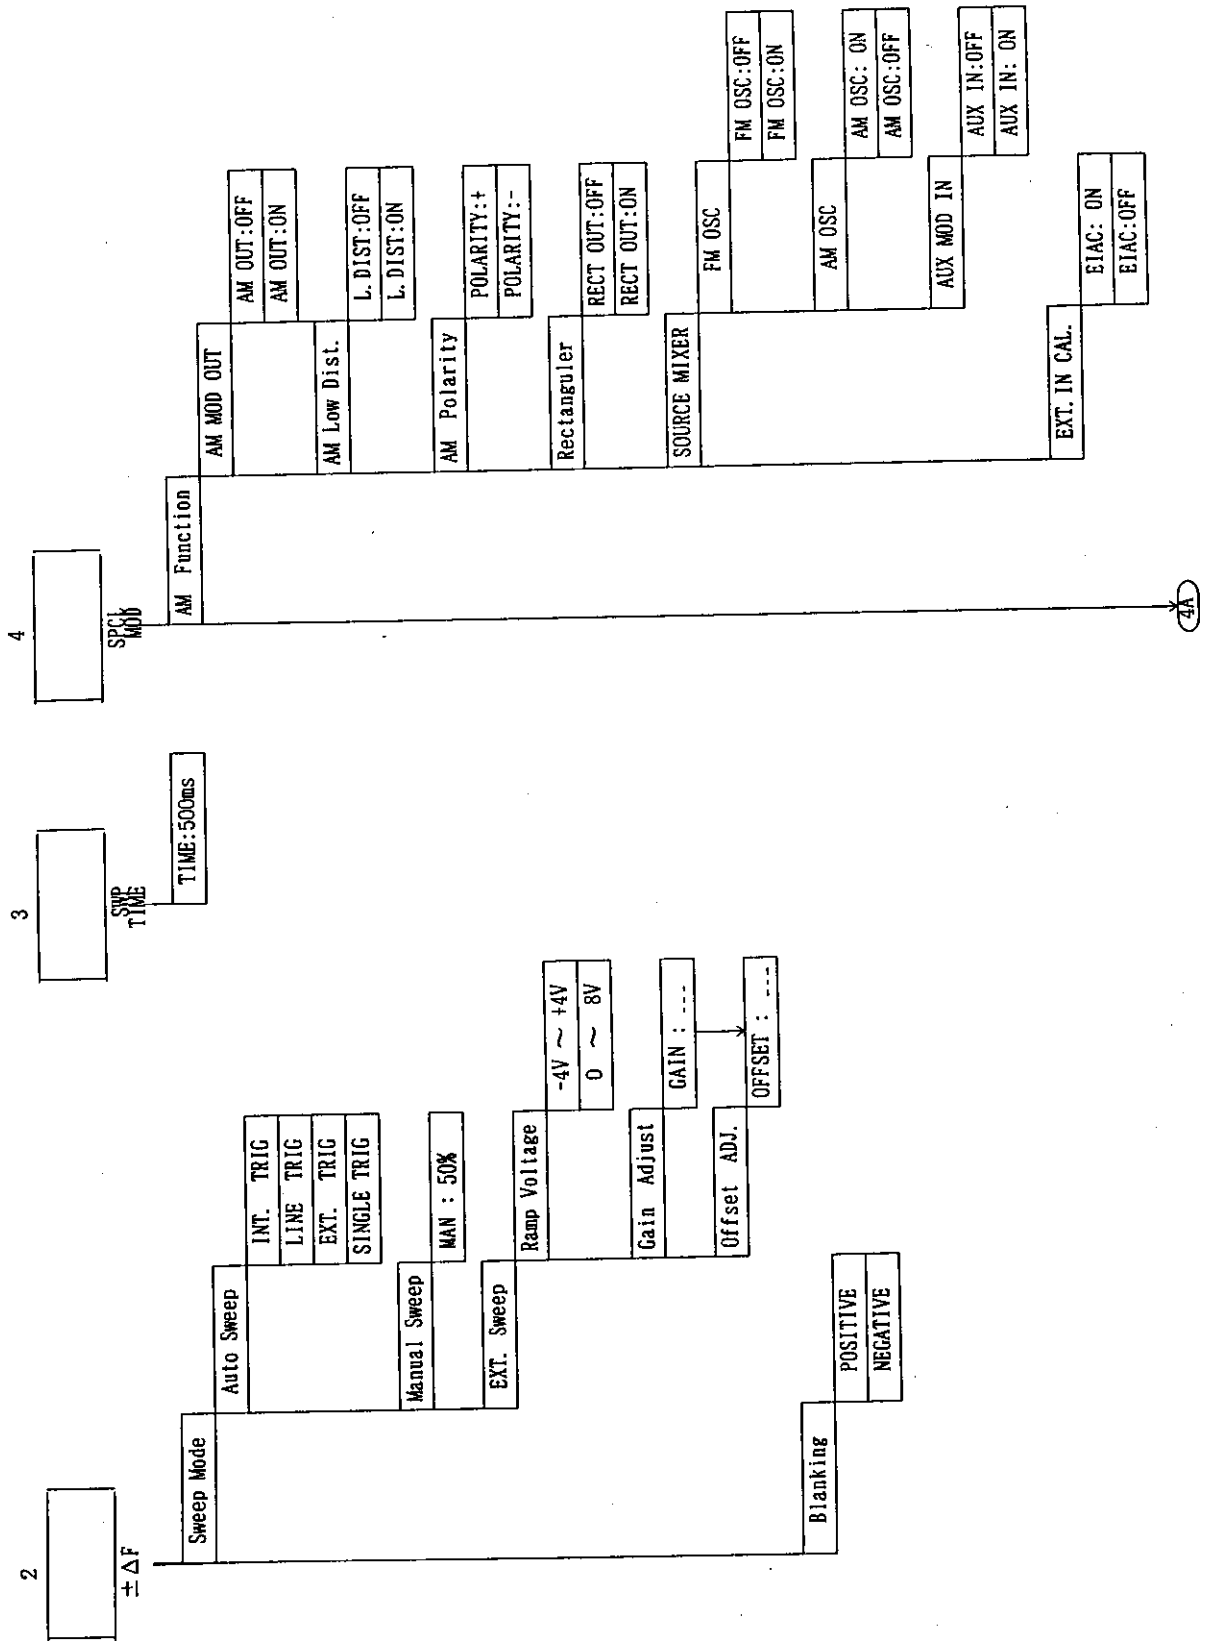 2
±ΔF
Sweep Mode
Auto Sweep
INT. TRIG
LINE TRIG
EXT. TRIG
SINGLE TRIG
Manual Sweep
MAN : 50%
EXT. Sweep
Ramp Voltage
-4V ～ +4V
0 ～ 8V
Gain Adjust
GAIN : ---
Offset ADJ.
OFFSET : ---
Blanking
POSITIVE
NEGATIVE
3
SWP
TIME
TIME:500ms
4
SPCL
MOD
AM Function
AM MOD OUT
AM OUT:OFF
AM OUT:ON
AM Low Dist.
L.DIST:OFF
L.DIST:ON
AM Polarity
POLARITY:+
POLARITY:-
Rectanguler
RECT OUT:OFF
RECT OUT:ON
SOURCE MIXER
FM OSC
FM OSC:OFF
FM OSC:ON
AM OSC
AM OSC: ON
AM OSC:OFF
AUX MOD IN
AUX IN:OFF
AUX IN: ON
EXT. IN CAL.
EIAC: ON
EIAC:OFF
4A